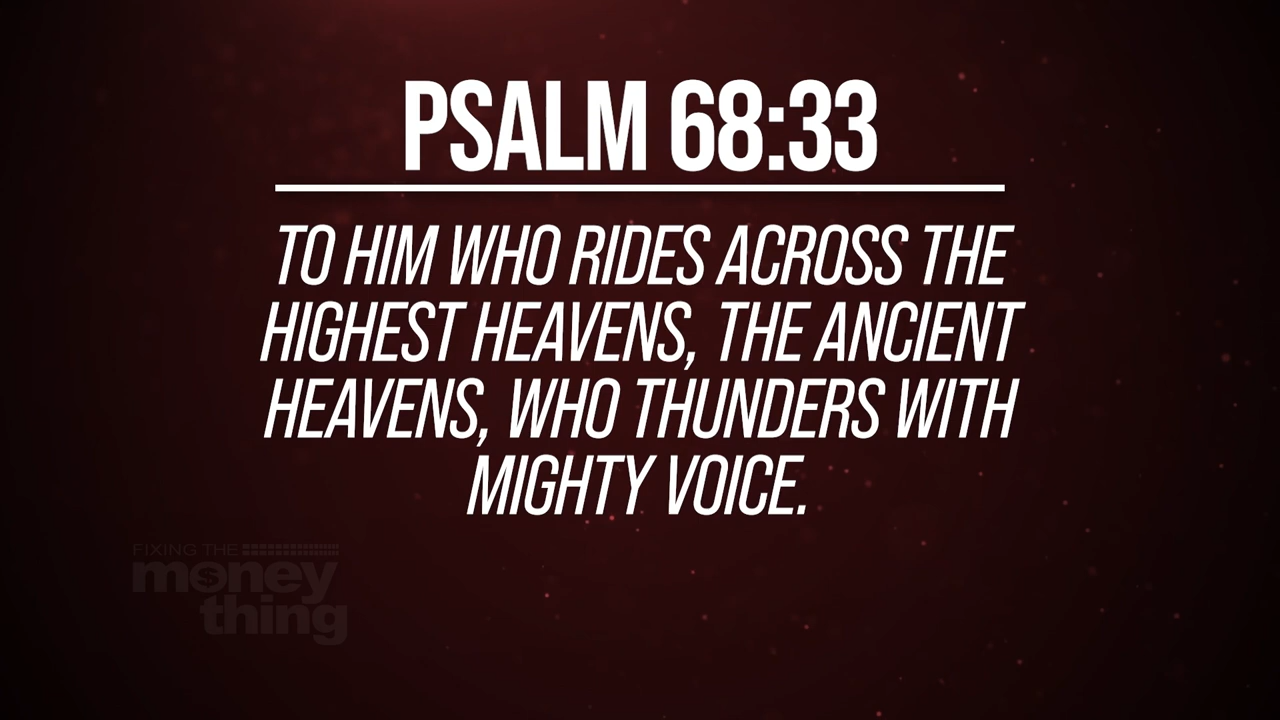 PSALM 68:33
TO HIM WHO RIDES ACROSS THE
HIGHEST HEAVENS, THE ANCIENT
HEAVENS, WHO THUNDERS WITH
MIGHTY VOICE.
FIXING THE
money
thing